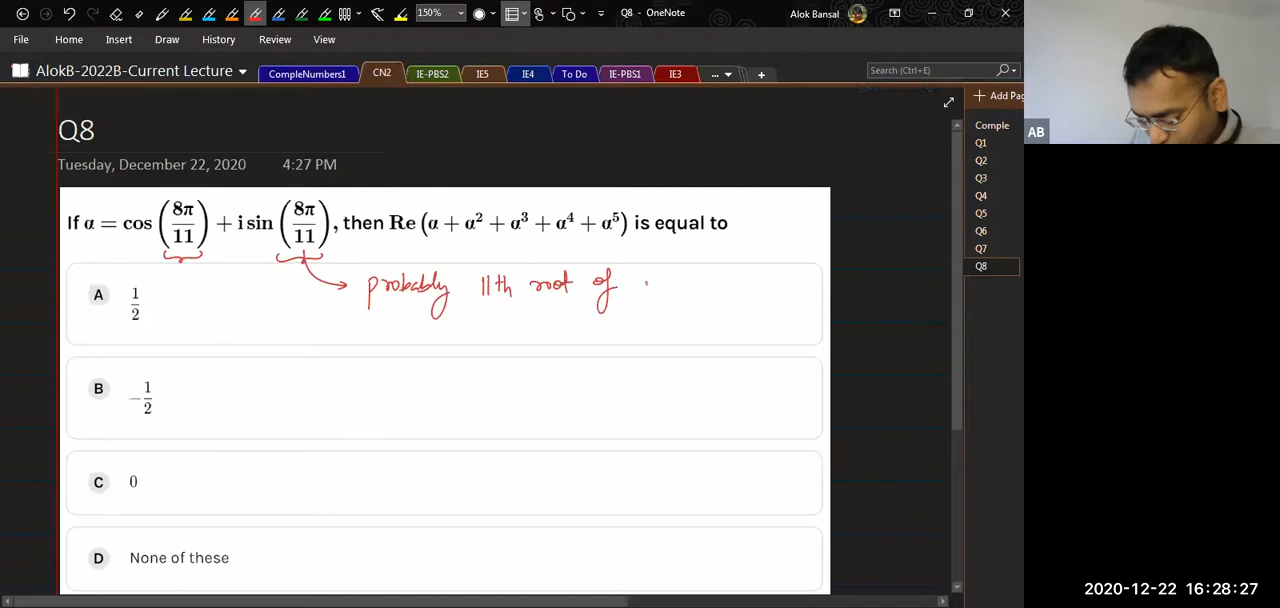 150%
Q8 - OneNote
Alok Bansal
File Home Insert Draw History Review View
AlokB-2022B-Current Lecture
CompleNumbers1 CN2 IE-PBS2 IE5 IE4 To Do IE-PBS1 IE3 ... +
Search (Ctrl+E)
+ Add Pag
AB
Comple
Q1
Q2
Q3
Q4
Q5
Q6
Q7
Q8
Q8
Tuesday, December 22, 2020 4:27 PM
If α = cos (8π/11) + i sin (8π/11), then Re (α + α² + α³ + α⁴ + α⁵) is equal to
probably 11th root of
A 1/2
B -1/2
C 0
D None of these
2020-12-22 16:28:27